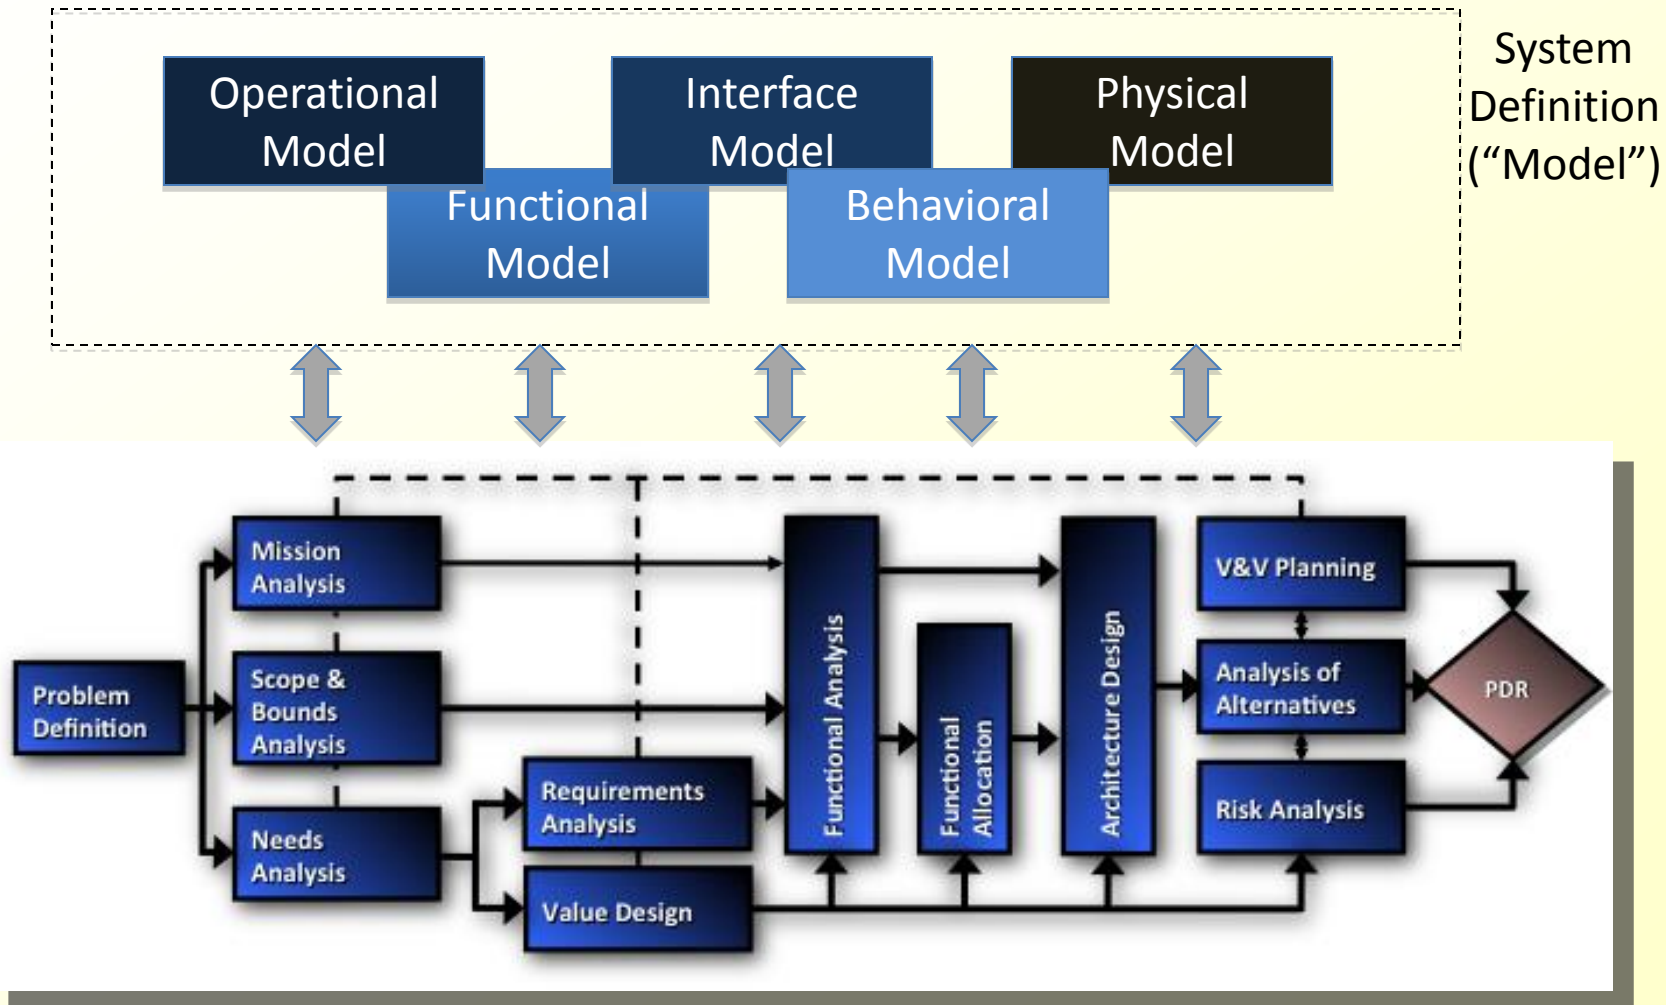 System
Definition
(“Model”)
Operational
Model
Interface
Model
Physical
Model
Functional
Model
Behavioral
Model
Problem
Definition
Mission
Analysis
Scope &
Bounds
Analysis
Needs
Analysis
Requirements
Analysis
Value Design
Functional Analysis
Functional
Allocation
Architecture Design
V&V Planning
Analysis of
Alternatives
Risk Analysis
PDR